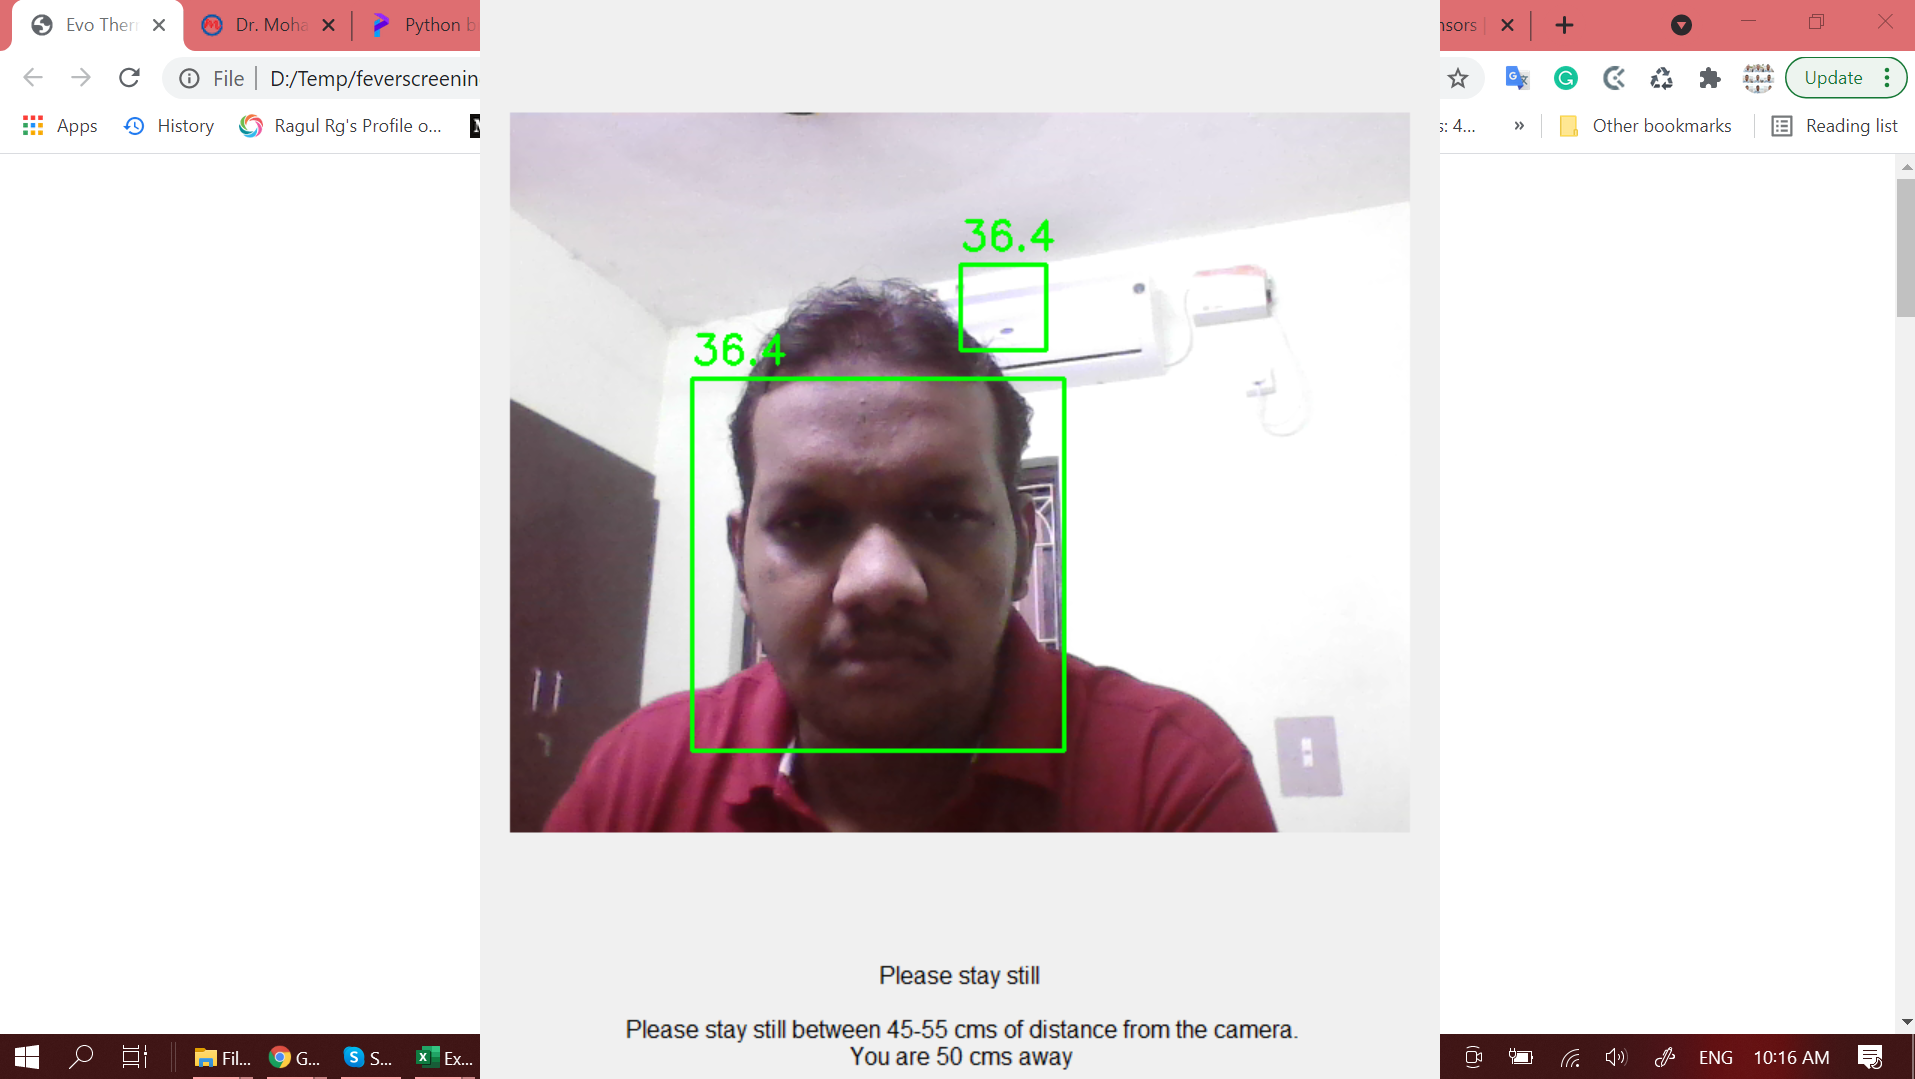 Evo Ther
Dr. Moha
Python b
nsors
File
D:/Temp/feverscreenin
Update
Apps
History
Ragul Rg's Profile o...
s: 4...
»
Other bookmarks
Reading list
36.4
36.4
Please stay still
Please stay still between 45-55 cms of distance from the camera.
You are 50 cms away
Fil...
G...
S...
Ex...
ENG
10:16 AM